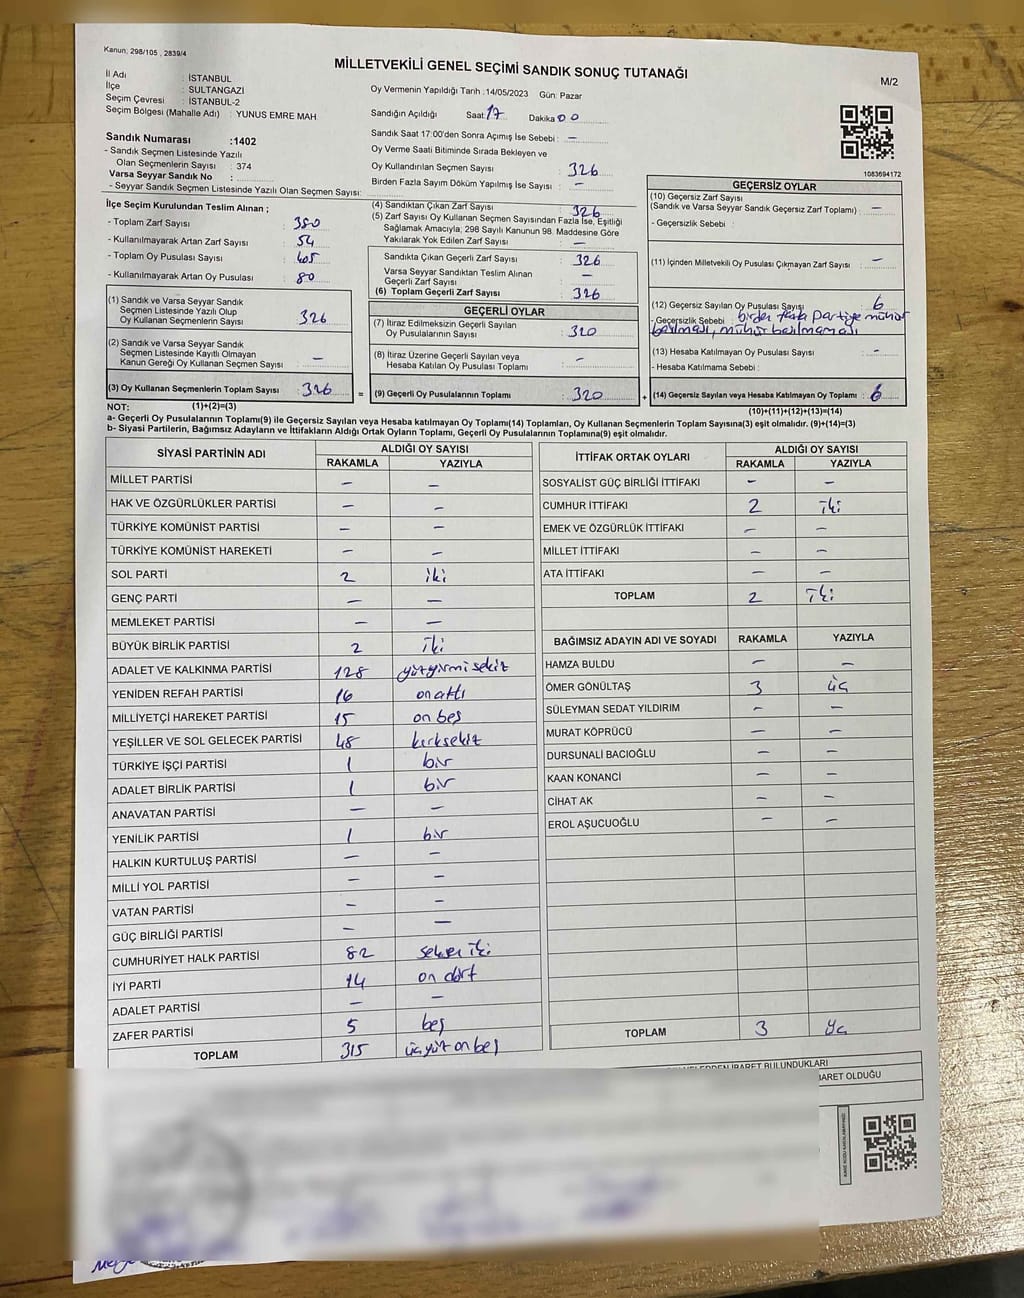 Kanun; 298/105 , 2839/4
MİLLETVEKİLİ GENEL SEÇİMİ SANDIK SONUÇ TUTANAĞI
M/2
İl Adı : İSTANBUL
İlçe : SULTANGAZİ
Seçim Çevresi : İSTANBUL-2
Seçim Bölgesi (Mahalle Adı) : YUNUS EMRE MAH
Oy Vermenin Yapıldığı Tarih :14/05/2023 Gün: Pazar
Sandığın Açıldığı Saat: 17 Dakika 00
Sandık Saat 17:00'den Sonra Açımış İse Sebebi : -
Oy Verme Saati Bitiminde Sırada Bekleyen ve
Oy Kullandırılan Seçmen Sayısı : 326
Birden Fazla Sayım Döküm Yapılmış İse Sayısı : -
Sandık Numarası :1402
- Sandık Seçmen Listesinde Yazılı
Olan Seçmenlerin Sayısı : 374
Varsa Seyyar Sandık No :
- Seyyar Sandık Seçmen Listesinde Yazılı Olan Seçmen Sayısı:
1083694172
İlçe Seçim Kurulundan Teslim Alınan ;
- Toplam Zarf Sayısı : 380
- Kullanılmayarak Artan Zarf Sayısı : 54
- Toplam Oy Pusulası Sayısı : 405
- Kullanılmayarak Artan Oy Pusulası : 80
(1) Sandık ve Varsa Seyyar Sandık
Seçmen Listesinde Yazılı Olup
Oy Kullanan Seçmenlerin Sayısı : 326
(2) Sandık ve Varsa Seyyar Sandık
Seçmen Listesinde Kayıtlı Olmayan
Kanun Gereği Oy Kullanan Seçmen Sayısı : -
(3) Oy Kullanan Seçmenlerin Toplam Sayısı : 326 =
(4) Sandıktan Çıkan Zarf Sayısı : 326
(5) Zarf Sayısı Oy Kullanan Seçmen Sayısından Fazla İse, Eşitliği
Sağlamak Amacıyla; 298 Sayılı Kanunun 98. Maddesine Göre
Yakılarak Yok Edilen Zarf Sayısı : -
Sandıkta Çıkan Geçerli Zarf Sayısı : 326
Varsa Seyyar Sandıktan Teslim Alınan
Geçerli Zarf Sayısı : -
(6) Toplam Geçerli Zarf Sayısı : 326
GEÇERLİ OYLAR
(7) İtiraz Edilmeksizin Geçerli Sayılan
Oy Pusulalarının Sayısı : 320
(8) İtiraz Üzerine Geçerli Sayılan veya
Hesaba Katılan Oy Pusulası Toplamı : -
(9) Geçerli Oy Pusulalarının Toplamı : 320 +
GEÇERSİZ OYLAR
(10) Geçersiz Zarf Sayısı
(Sandık ve Varsa Seyyar Sandık Geçersiz Zarf Toplamı) : -
- Geçersizlik Sebebi :
(11) İçinden Milletvekili Oy Pusulası Çıkmayan Zarf Sayısı : -
(12) Geçersiz Sayılan Oy Pusulası Sayısı : 6
- Geçersizlik Sebebi : birden fazla partiye mühür
basılması, mühür basılmaması
(13) Hesaba Katılmayan Oy Pusulası Sayısı : -
- Hesaba Katılmama Sebebi :
(14) Geçersiz Sayılan veya Hesaba Katılmayan Oy Toplamı : 6
NOT: (1)+(2)=(3) (10)+(11)+(12)+(13)=(14)
a- Geçerli Oy Pusulalarının Toplamı(9) ile Geçersiz Sayılan veya Hesaba katılmayan Oy Toplamı(14) Toplamları, Oy Kullanan Seçmenlerin Toplam Sayısına(3) eşit olmalıdır. (9)+(14)=(3)
b- Siyasi Partilerin, Bağımsız Adayların ve İttifakların Aldığı Ortak Oyların Toplamı, Geçerli Oy Pusulalarının Toplamına(9) eşit olmalıdır.
SİYASİ PARTİNİN ADI ALDIĞI OY SAYISI
RAKAMLA YAZIYLA
MİLLET PARTİSİ - -
HAK VE ÖZGÜRLÜKLER PARTİSİ - -
TÜRKİYE KOMÜNİST PARTİSİ - -
TÜRKİYE KOMÜNİST HAREKETİ - -
SOL PARTİ 2 iki
GENÇ PARTİ - -
MEMLEKET PARTİSİ - -
BÜYÜK BİRLİK PARTİSİ 2 iki
ADALET VE KALKINMA PARTİSİ 128 yüzyirmi sekiz
YENİDEN REFAH PARTİSİ 16 on altı
MİLLİYETÇİ HAREKET PARTİSİ 15 on beş
YEŞİLLER VE SOL GELECEK PARTİSİ 48 kırksekiz
TÜRKİYE İŞÇİ PARTİSİ 1 bir
ADALET BİRLİK PARTİSİ 1 bir
ANAVATAN PARTİSİ - -
YENİLİK PARTİSİ 1 bir
HALKIN KURTULUŞ PARTİSİ - -
MİLLİ YOL PARTİSİ - -
VATAN PARTİSİ - -
GÜÇ BİRLİĞİ PARTİSİ - -
CUMHURİYET HALK PARTİSİ 82 seksen iki
İYİ PARTİ 14 on dört
ADALET PARTİSİ - -
ZAFER PARTİSİ 5 beş
TOPLAM 315 üçyüz on beş
İTTİFAK ORTAK OYLARI ALDIĞI OY SAYISI
RAKAMLA YAZIYLA
SOSYALİST GÜÇ BİRLİĞİ İTTİFAKI - -
CUMHUR İTTİFAKI 2 iki
EMEK VE ÖZGÜRLÜK İTTİFAKI - -
MİLLET İTTİFAKI - -
ATA İTTİFAKI - -
TOPLAM 2 iki
BAĞIMSIZ ADAYIN ADI VE SOYADI RAKAMLA YAZIYLA
HAMZA BULDU - -
ÖMER GÖNÜLTAŞ 3 üç
SÜLEYMAN SEDAT YILDIRIM - -
MURAT KÖPRÜCÜ - -
DURSUNALİ BACIOĞLU - -
KAAN KONANCİ - -
CİHAT AK - -
EROL AŞUCUOĞLU - -
TOPLAM 3 üç
İBARET BULUNDUKLARI
OLDUĞU